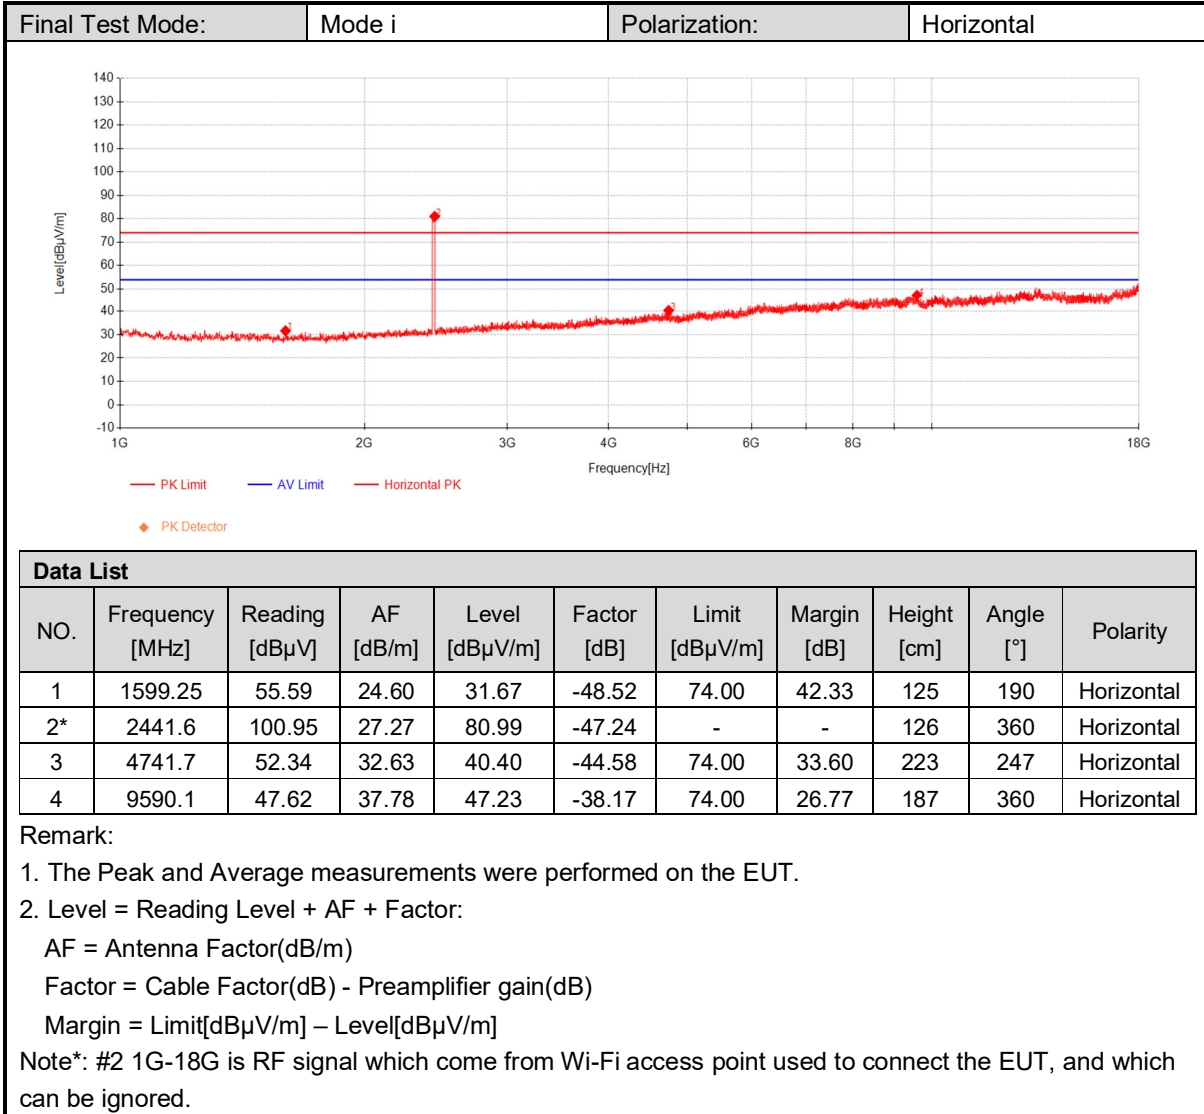 Final Test Mode: Mode i Polarization: Horizontal
140
130
120
110
100
90
80
70
60
50
40
30
20
10
0
-10
Level[dBµV/m]
1
2
3
4
1G 2G 3G 4G 6G 8G 18G
Frequency[Hz]
PK Limit AV Limit Horizontal PK
PK Detector
Data List
NO. Frequency [MHz] Reading [dBµV] AF [dB/m] Level [dBµV/m] Factor [dB] Limit [dBµV/m] Margin [dB] Height [cm] Angle [°] Polarity
1 1599.25 55.59 24.60 31.67 -48.52 74.00 42.33 125 190 Horizontal
2* 2441.6 100.95 27.27 80.99 -47.24 - - 126 360 Horizontal
3 4741.7 52.34 32.63 40.40 -44.58 74.00 33.60 223 247 Horizontal
4 9590.1 47.62 37.78 47.23 -38.17 74.00 26.77 187 360 Horizontal
Remark:
1. The Peak and Average measurements were performed on the EUT.
2. Level = Reading Level + AF + Factor:
AF = Antenna Factor(dB/m)
Factor = Cable Factor(dB) - Preamplifier gain(dB)
Margin = Limit[dBµV/m] – Level[dBµV/m]
Note*: #2 1G-18G is RF signal which come from Wi-Fi access point used to connect the EUT, and which
can be ignored.